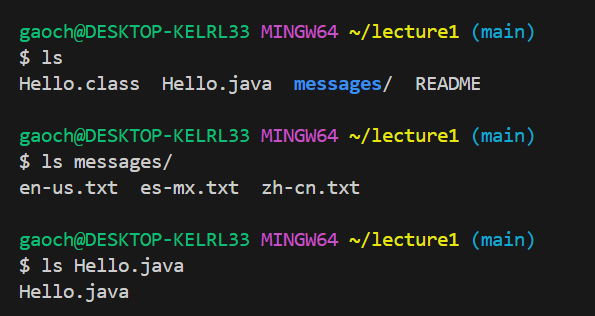 gaoch@DESKTOP-KELRL33 MINGW64 ~/lecture1 (main)
$ ls
Hello.class  Hello.java  messages/  README
gaoch@DESKTOP-KELRL33 MINGW64 ~/lecture1 (main)
$ ls messages/
en-us.txt  es-mx.txt  zh-cn.txt
gaoch@DESKTOP-KELRL33 MINGW64 ~/lecture1 (main)
$ ls Hello.java
Hello.java